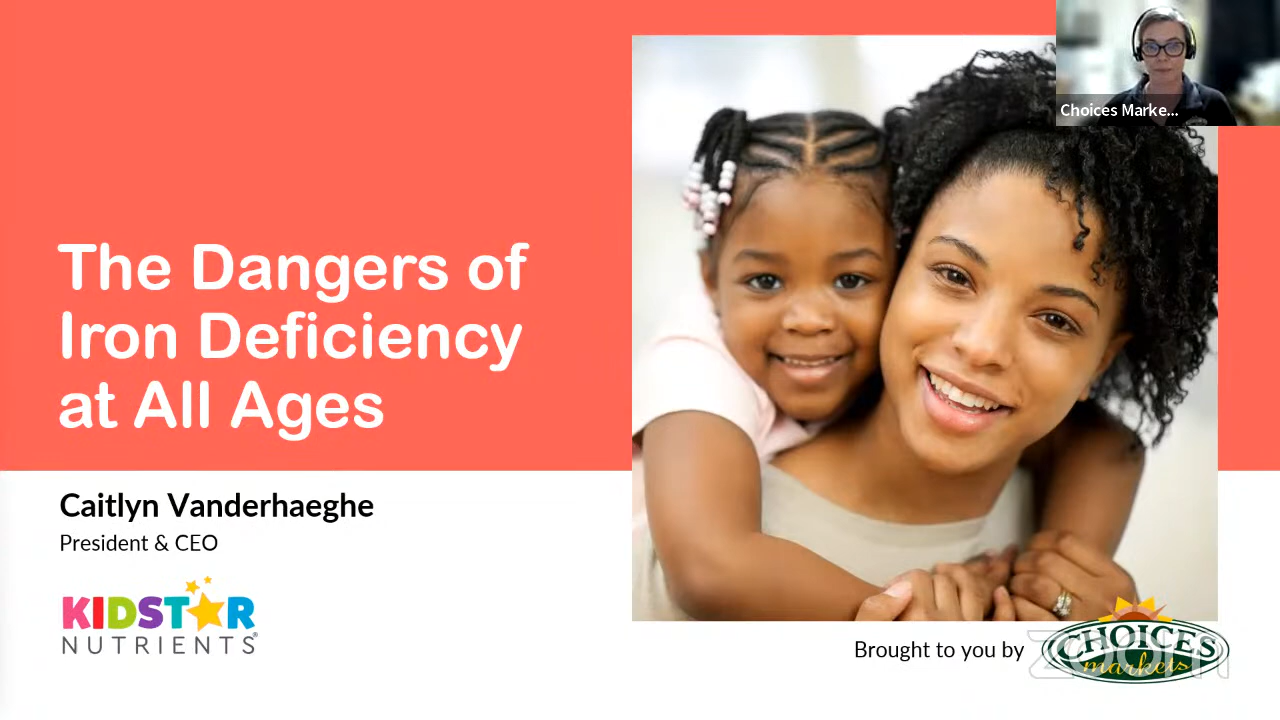 Choices Marke...
The Dangers of
Iron Deficiency
at All Ages
Caitlyn Vanderhaeghe
President & CEO
KIDSTAR
NUTRIENTS®
Brought to you by
CHOICES
markets
zoom